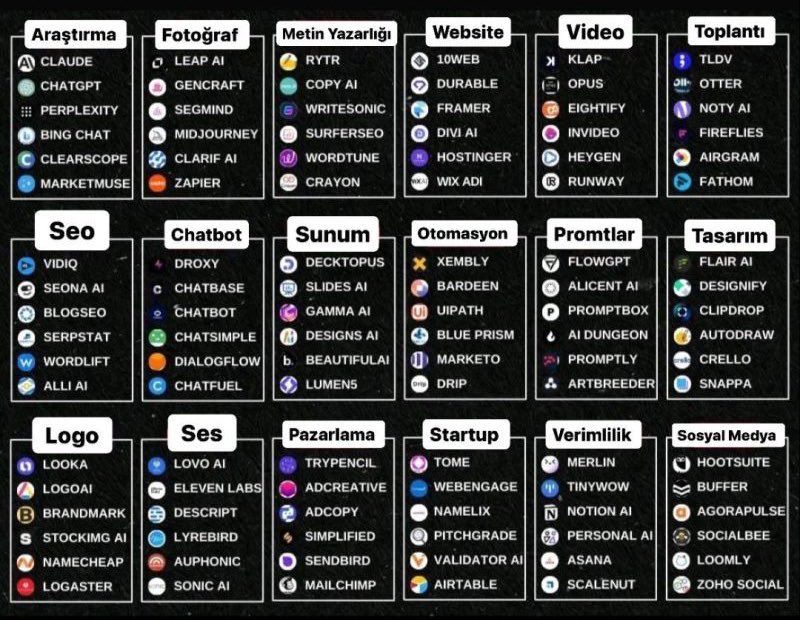 Araştırma
CLAUDE
CHATGPT
PERPLEXITY
BING CHAT
CLEARSCOPE
MARKETMUSE
Fotoğraf
LEAP AI
GENCRAFT
SEGMIND
MIDJOURNEY
CLARIF AI
ZAPIER
Metin Yazarlığı
RYTR
COPY AI
WRITESONIC
SURFERSEO
WORDTUNE
CRAYON
Website
10WEB
DURABLE
FRAMER
DIVI AI
HOSTINGER
WIX ADI
Video
KLAP
OPUS
EIGHTIFY
INVIDEO
HEYGEN
RUNWAY
Toplantı
TLDV
OTTER
NOTY AI
FIREFLIES
AIRGRAM
FATHOM
Seo
VIDIQ
SEONA AI
BLOGSEO
SERPSTAT
WORDLIFT
ALLI AI
Chatbot
DROXY
CHATBASE
CHATBOT
CHATSIMPLE
DIALOGFLOW
CHATFUEL
Sunum
DECKTOPUS
SLIDES AI
GAMMA AI
DESIGNS AI
BEAUTIFULAI
LUMEN5
Otomasyon
XEMBLY
BARDEEN
UIPATH
BLUE PRISM
MARKETO
DRIP
Promtlar
FLOWGPT
ALICENT AI
PROMPTBOX
AI DUNGEON
PROMPTLY
ARTBREEDER
Tasarım
FLAIR AI
DESIGNIFY
CLIPDROP
AUTODRAW
CRELLO
SNAPPA
Logo
LOOKA
LOGOAI
BRANDMARK
STOCKIMG AI
NAMECHEAP
LOGASTER
Ses
LOVO AI
ELEVEN LABS
DESCRIPT
LYREBIRD
AUPHONIC
SONIC AI
Pazarlama
TRYPENCIL
ADCREATIVE
ADCOPY
SIMPLIFIED
SENDBIRD
MAILCHIMP
Startup
TOME
WEBENGAGE
NAMELIX
PITCHGRADE
VALIDATOR AI
AIRTABLE
Verimlilik
MERLIN
TINYWOW
NOTION AI
PERSONAL AI
ASANA
SCALENUT
Sosyal Medya
HOOTSUITE
BUFFER
AGORAPULSE
SOCIALBEE
LOOMLY
ZOHO SOCIAL